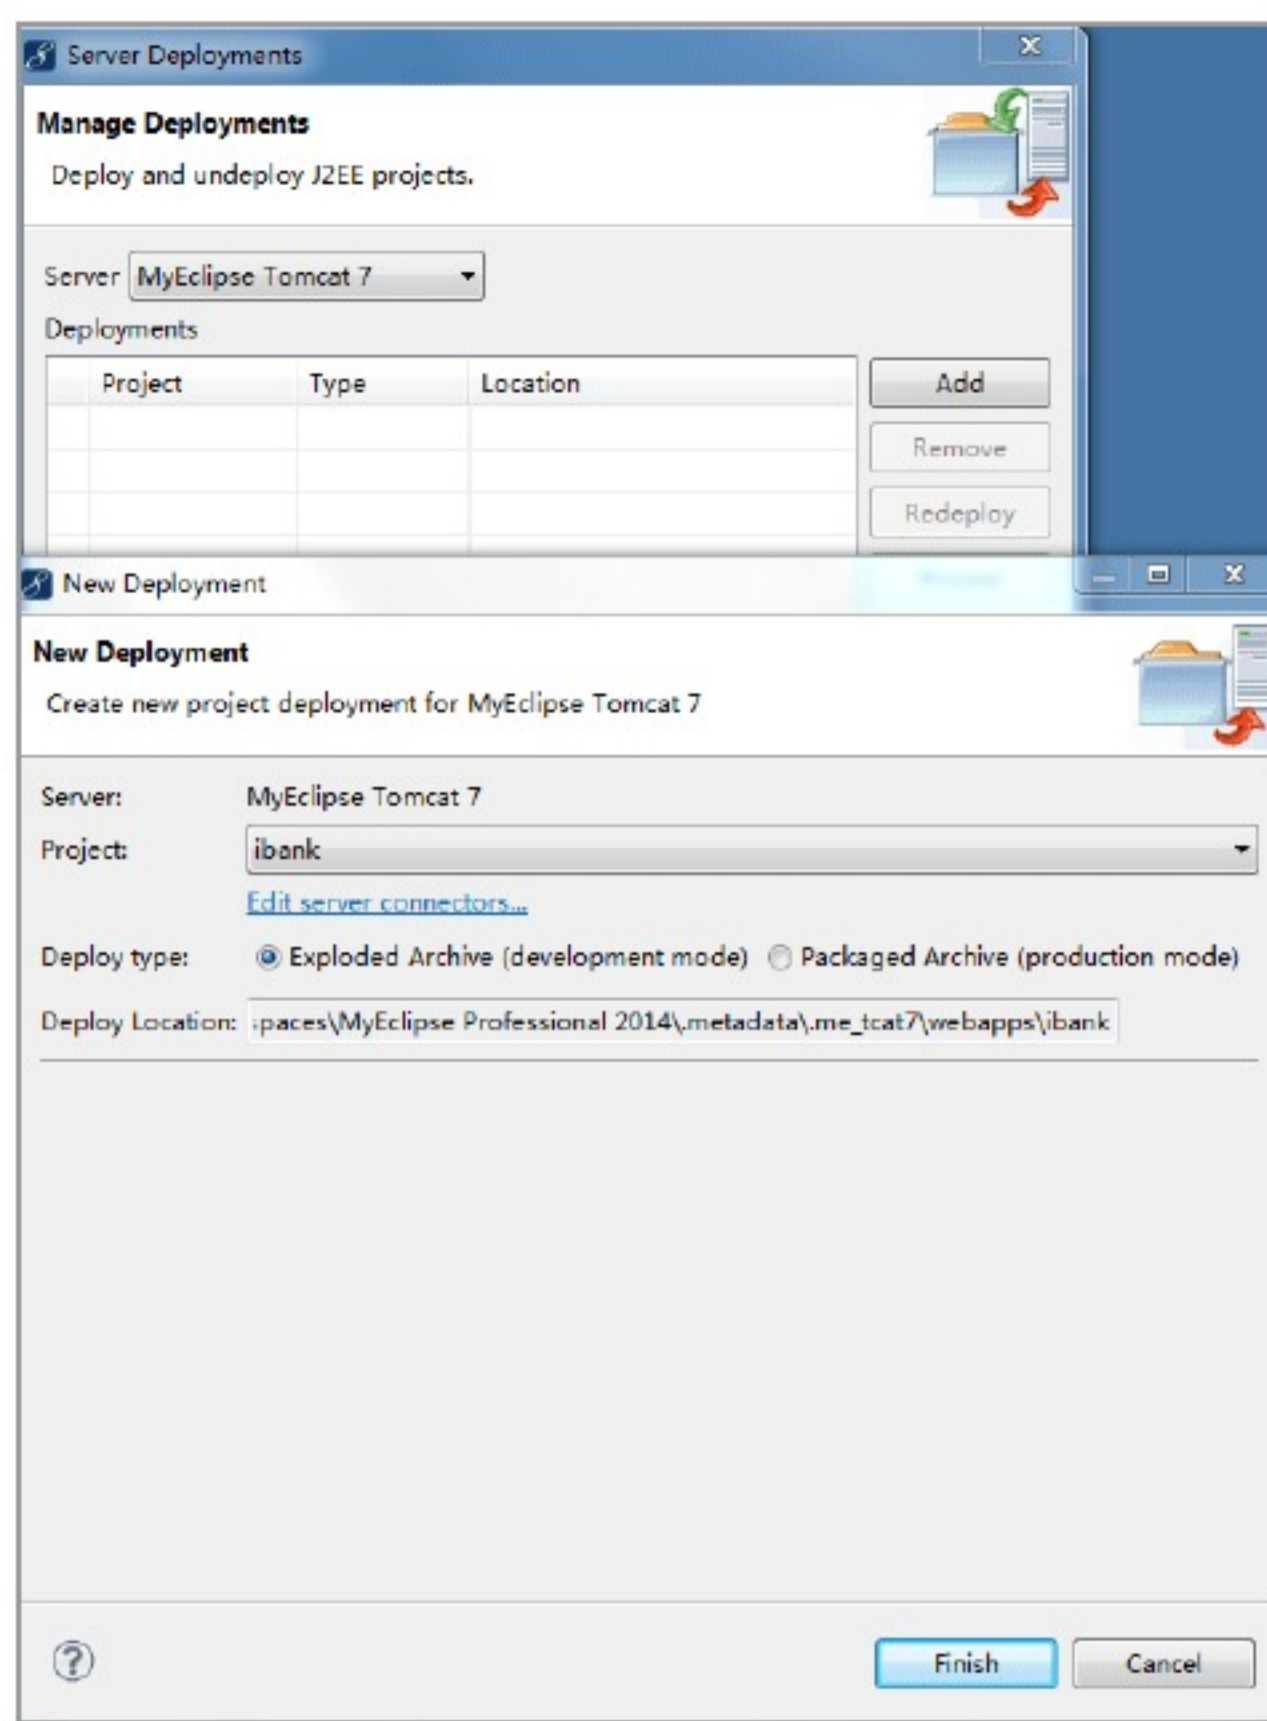 Server Deployments
Manage Deployments
Deploy and undeploy J2EE projects.
Server MyEclipse Tomcat 7
Deployments
Project Type Location
Add
Remove
Redeploy
New Deployment
New Deployment
Create new project deployment for MyEclipse Tomcat 7
Server: MyEclipse Tomcat 7
Project: ibank
Edit server connectors...
Deploy type: Exploded Archive (development mode) Packaged Archive (production mode)
Deploy Location: paces\MyEclipse Professional 2014\.metadata\.me_tcat7\webapps\ibank
Finish Cancel